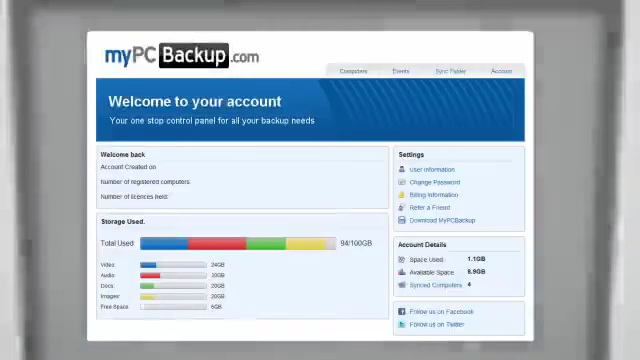 myPCBackup.com
Computers Events Sync Folder Account
Welcome to your account
Your one stop control panel for all your backup needs
Welcome back
Account Created on
Number of registered computers:
Number of licences held:
Storage Used.
Total Used: 94/100GB
Video: 24GB
Audio:
Docs: 20GB
Images: 20GB
Free Space: 6GB
Settings
User Information
Change Password
Billing Information
Refer a Friend
Download MyPCBackup
Account Details
Space Used 1.1GB
Available Space
Synced Computers 4
Follow us on Facebook
Follow us on Twitter